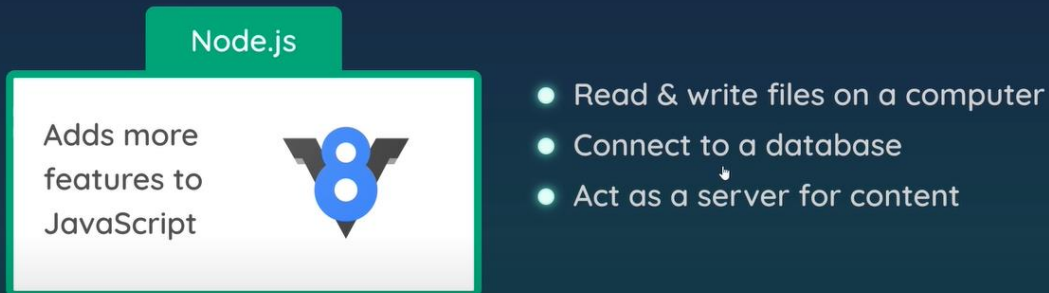 Node.js
Adds more
features to
JavaScript
V8
Read & write files on a computer
Connect to a database
Act as a server for content